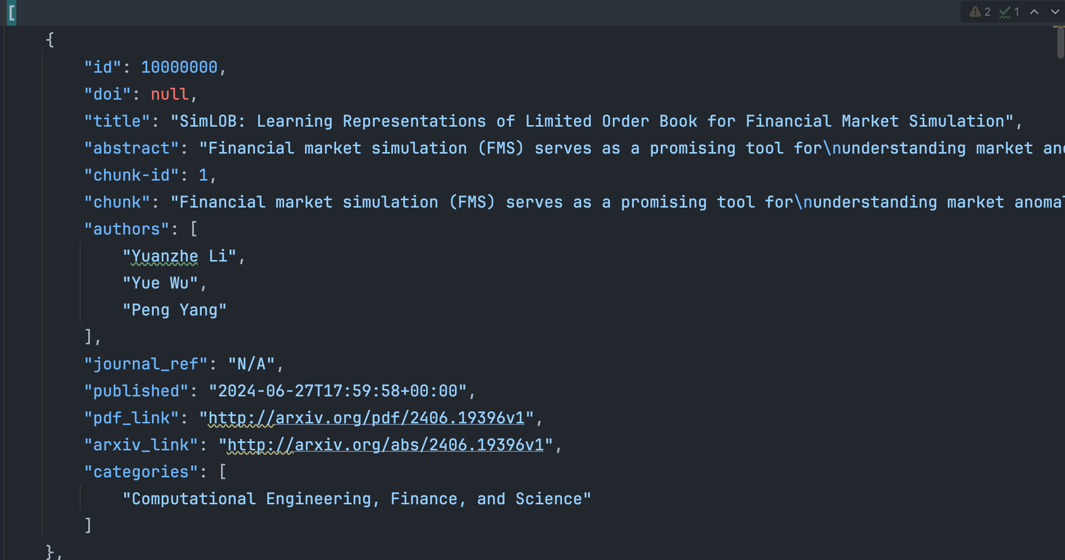 [
2 1
{
"id": 10000000,
"doi": null,
"title": "SimLOB: Learning Representations of Limited Order Book for Financial Market Simulation",
"abstract": "Financial market simulation (FMS) serves as a promising tool for\nunderstanding market
"chunk-id": 1,
"chunk": "Financial market simulation (FMS) serves as a promising tool for\nunderstanding market
"authors": [
"Yuanzhe Li",
"Yue Wu",
"Peng Yang"
],
"journal_ref": "N/A",
"published": "2024-06-27T17:59:58+00:00",
"pdf_link": "http://arxiv.org/pdf/2406.19396v1",
"arxiv_link": "http://arxiv.org/abs/2406.19396v1",
"categories": [
"Computational Engineering, Finance, and Science"
]
},